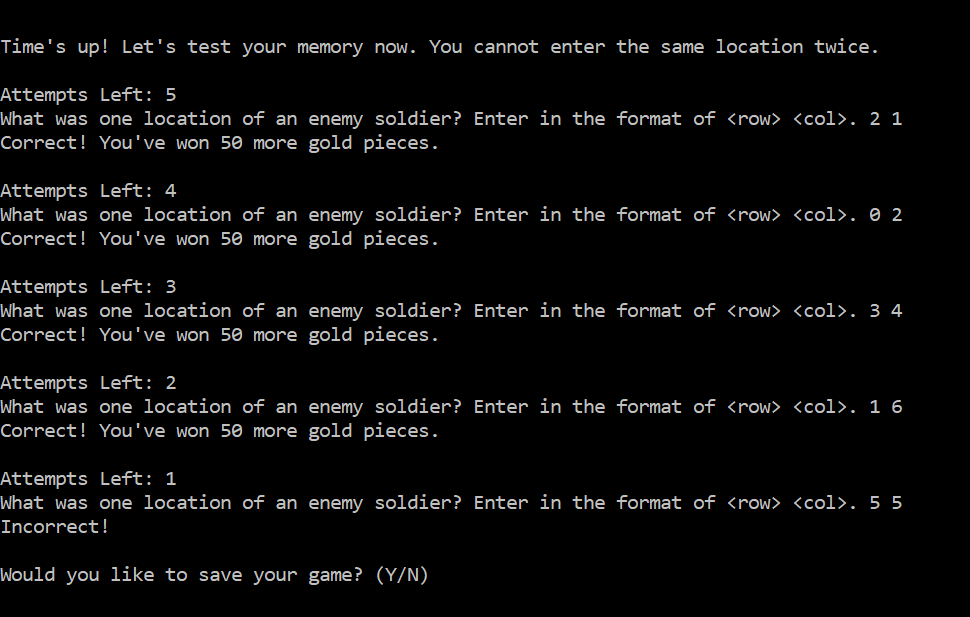 Time's up! Let's test your memory now. You cannot enter the same location twice.
Attempts Left: 5
What was one location of an enemy soldier? Enter in the format of <row> <col>. 2 1
Correct! You've won 50 more gold pieces.
Attempts Left: 4
What was one location of an enemy soldier? Enter in the format of <row> <col>. 0 2
Correct! You've won 50 more gold pieces.
Attempts Left: 3
What was one location of an enemy soldier? Enter in the format of <row> <col>. 3 4
Correct! You've won 50 more gold pieces.
Attempts Left: 2
What was one location of an enemy soldier? Enter in the format of <row> <col>. 1 6
Correct! You've won 50 more gold pieces.
Attempts Left: 1
What was one location of an enemy soldier? Enter in the format of <row> <col>. 5 5
Incorrect!
Would you like to save your game? (Y/N)